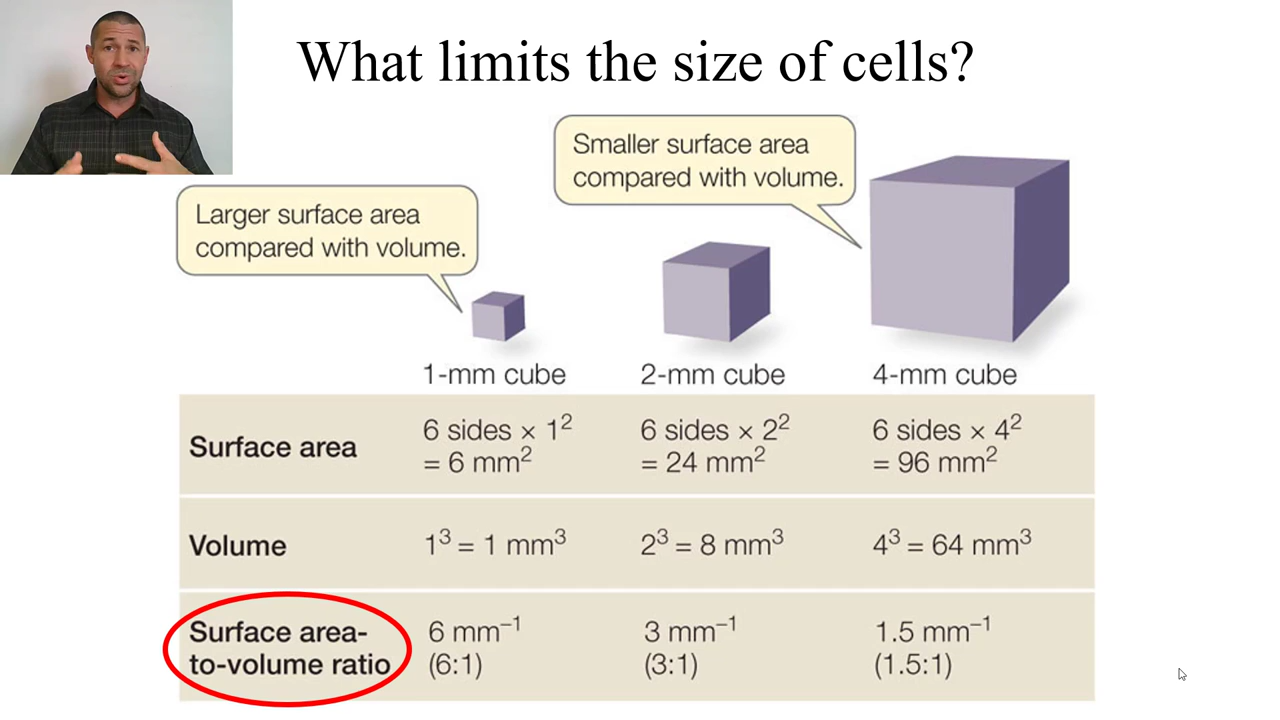 What limits the size of cells?
Smaller surface area
compared with volume.
Larger surface area
compared with volume.
1-mm cube 2-mm cube 4-mm cube
Surface area
6 sides × 1² 6 sides × 2² 6 sides × 4²
= 6 mm² = 24 mm² = 96 mm²
Volume 1³ = 1 mm³ 2³ = 8 mm³ 4³ = 64 mm³
Surface area- 6 mm⁻¹ 3 mm⁻¹ 1.5 mm⁻¹
to-volume ratio (6:1) (3:1) (1.5:1)